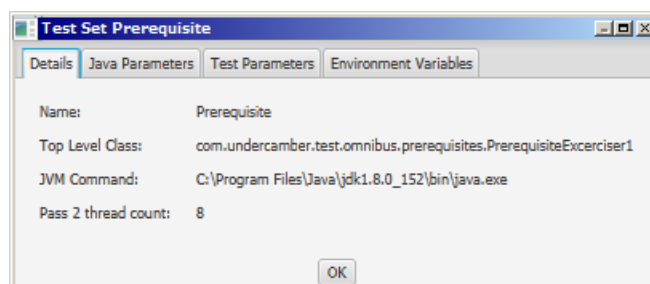 Test Set Prerequisite
Details Java Parameters Test Parameters Environment Variables
Name: Prerequisite
Top Level Class: com.undercamber.test.omnibus.prerequisites.PrerequisiteExcerciser1
JVM Command: C:\Program Files\Java\jdk1.8.0_152\bin\java.exe
Pass 2 thread count: 8
OK